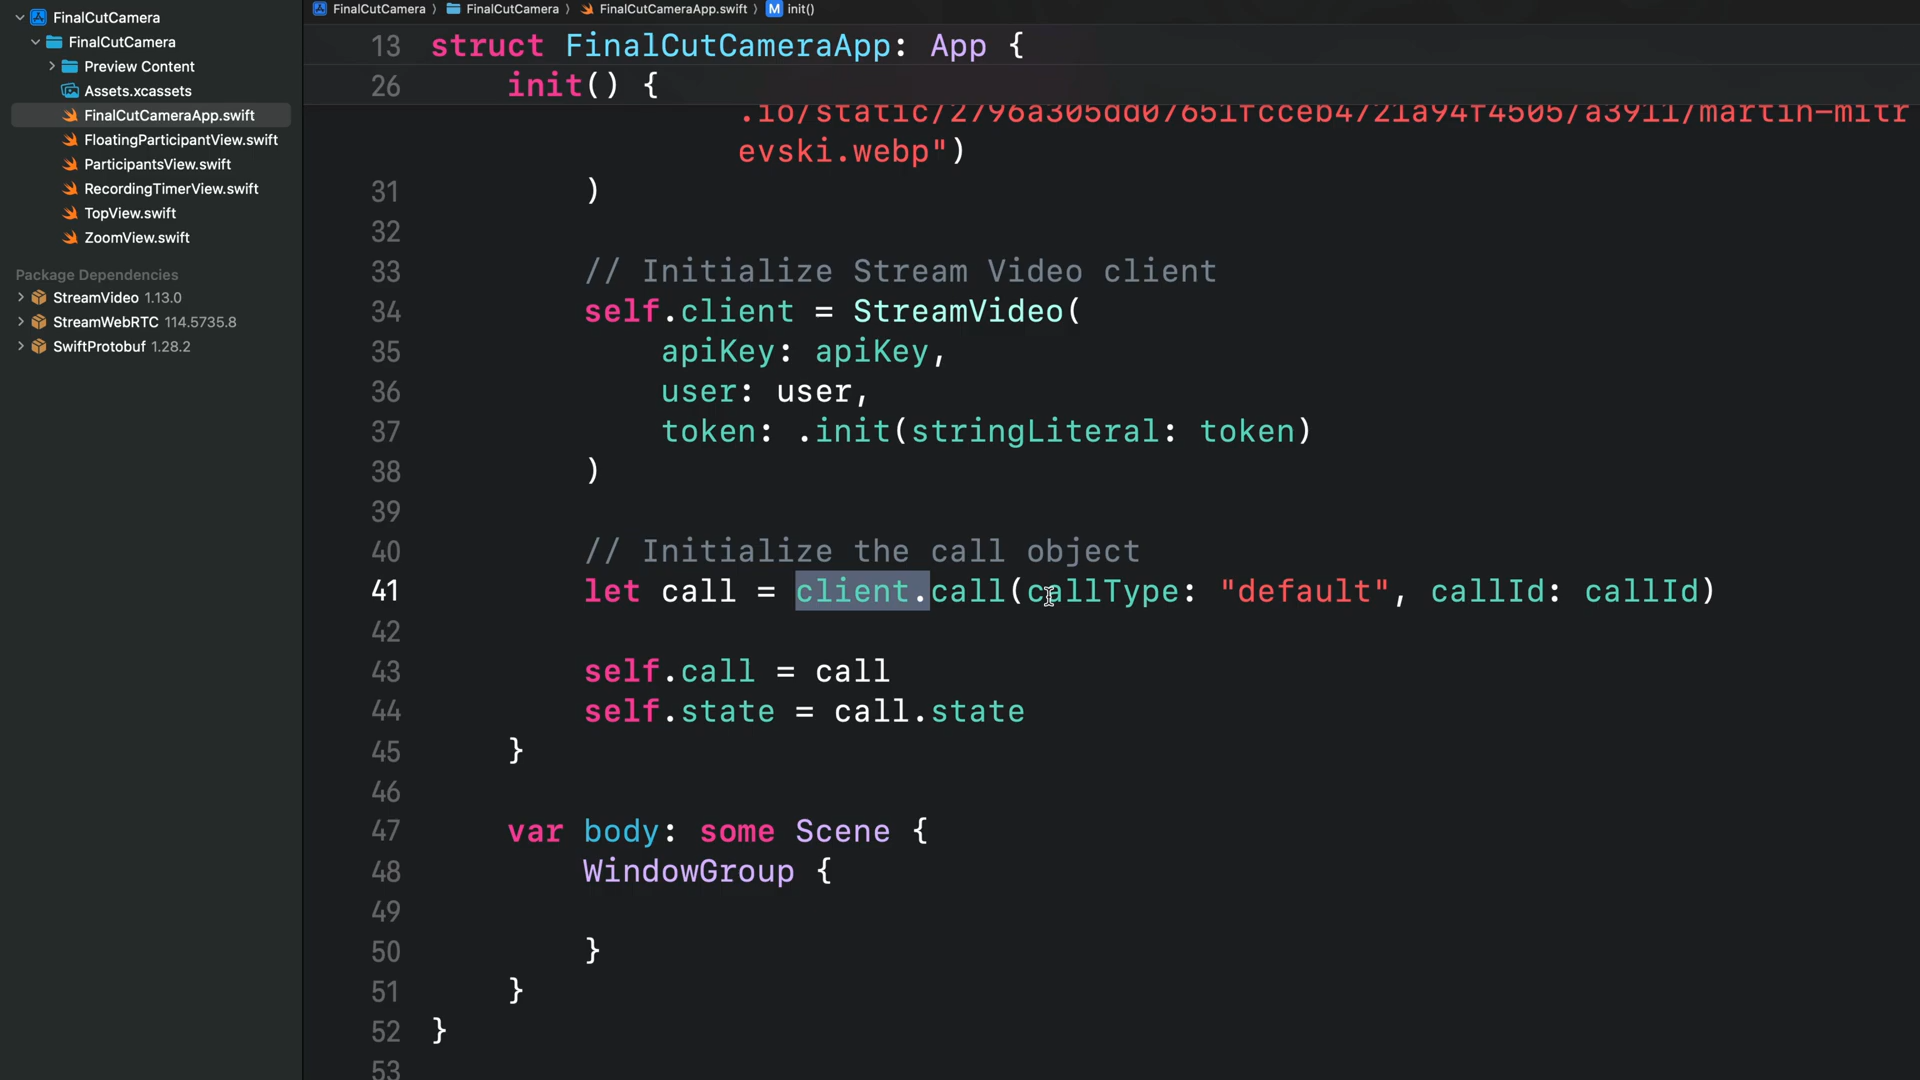 FinalCutCamera
FinalCutCamera
Preview Content
Assets.xcassets
FinalCutCameraApp.swift
FloatingParticipantView.swift
ParticipantsView.swift
RecordingTimerView.swift
TopView.swift
ZoomView.swift
Package Dependencies
StreamVideo 1.13.0
StreamWebRTC 114.5735.8
SwiftProtobuf 1.28.2
FinalCutCamera 〉 FinalCutCamera 〉 FinalCutCameraApp.swift 〉 M init()
13 struct FinalCutCameraApp: App {
26 init() {
.io/static/2796a305dd07651fcceb4721a94f4505/a3911/martin-mitr
evski.webp")
31 )
32
33 // Initialize Stream Video client
34 self.client = StreamVideo(
35 apiKey: apiKey,
36 user: user,
37 token: .init(stringLiteral: token)
38 )
39
40 // Initialize the call object
41 let call = client.call(callType: "default", callId: callId)
42
43 self.call = call
44 self.state = call.state
45 }
46
47 var body: some Scene {
48 WindowGroup {
49
50 }
51 }
52 }
53